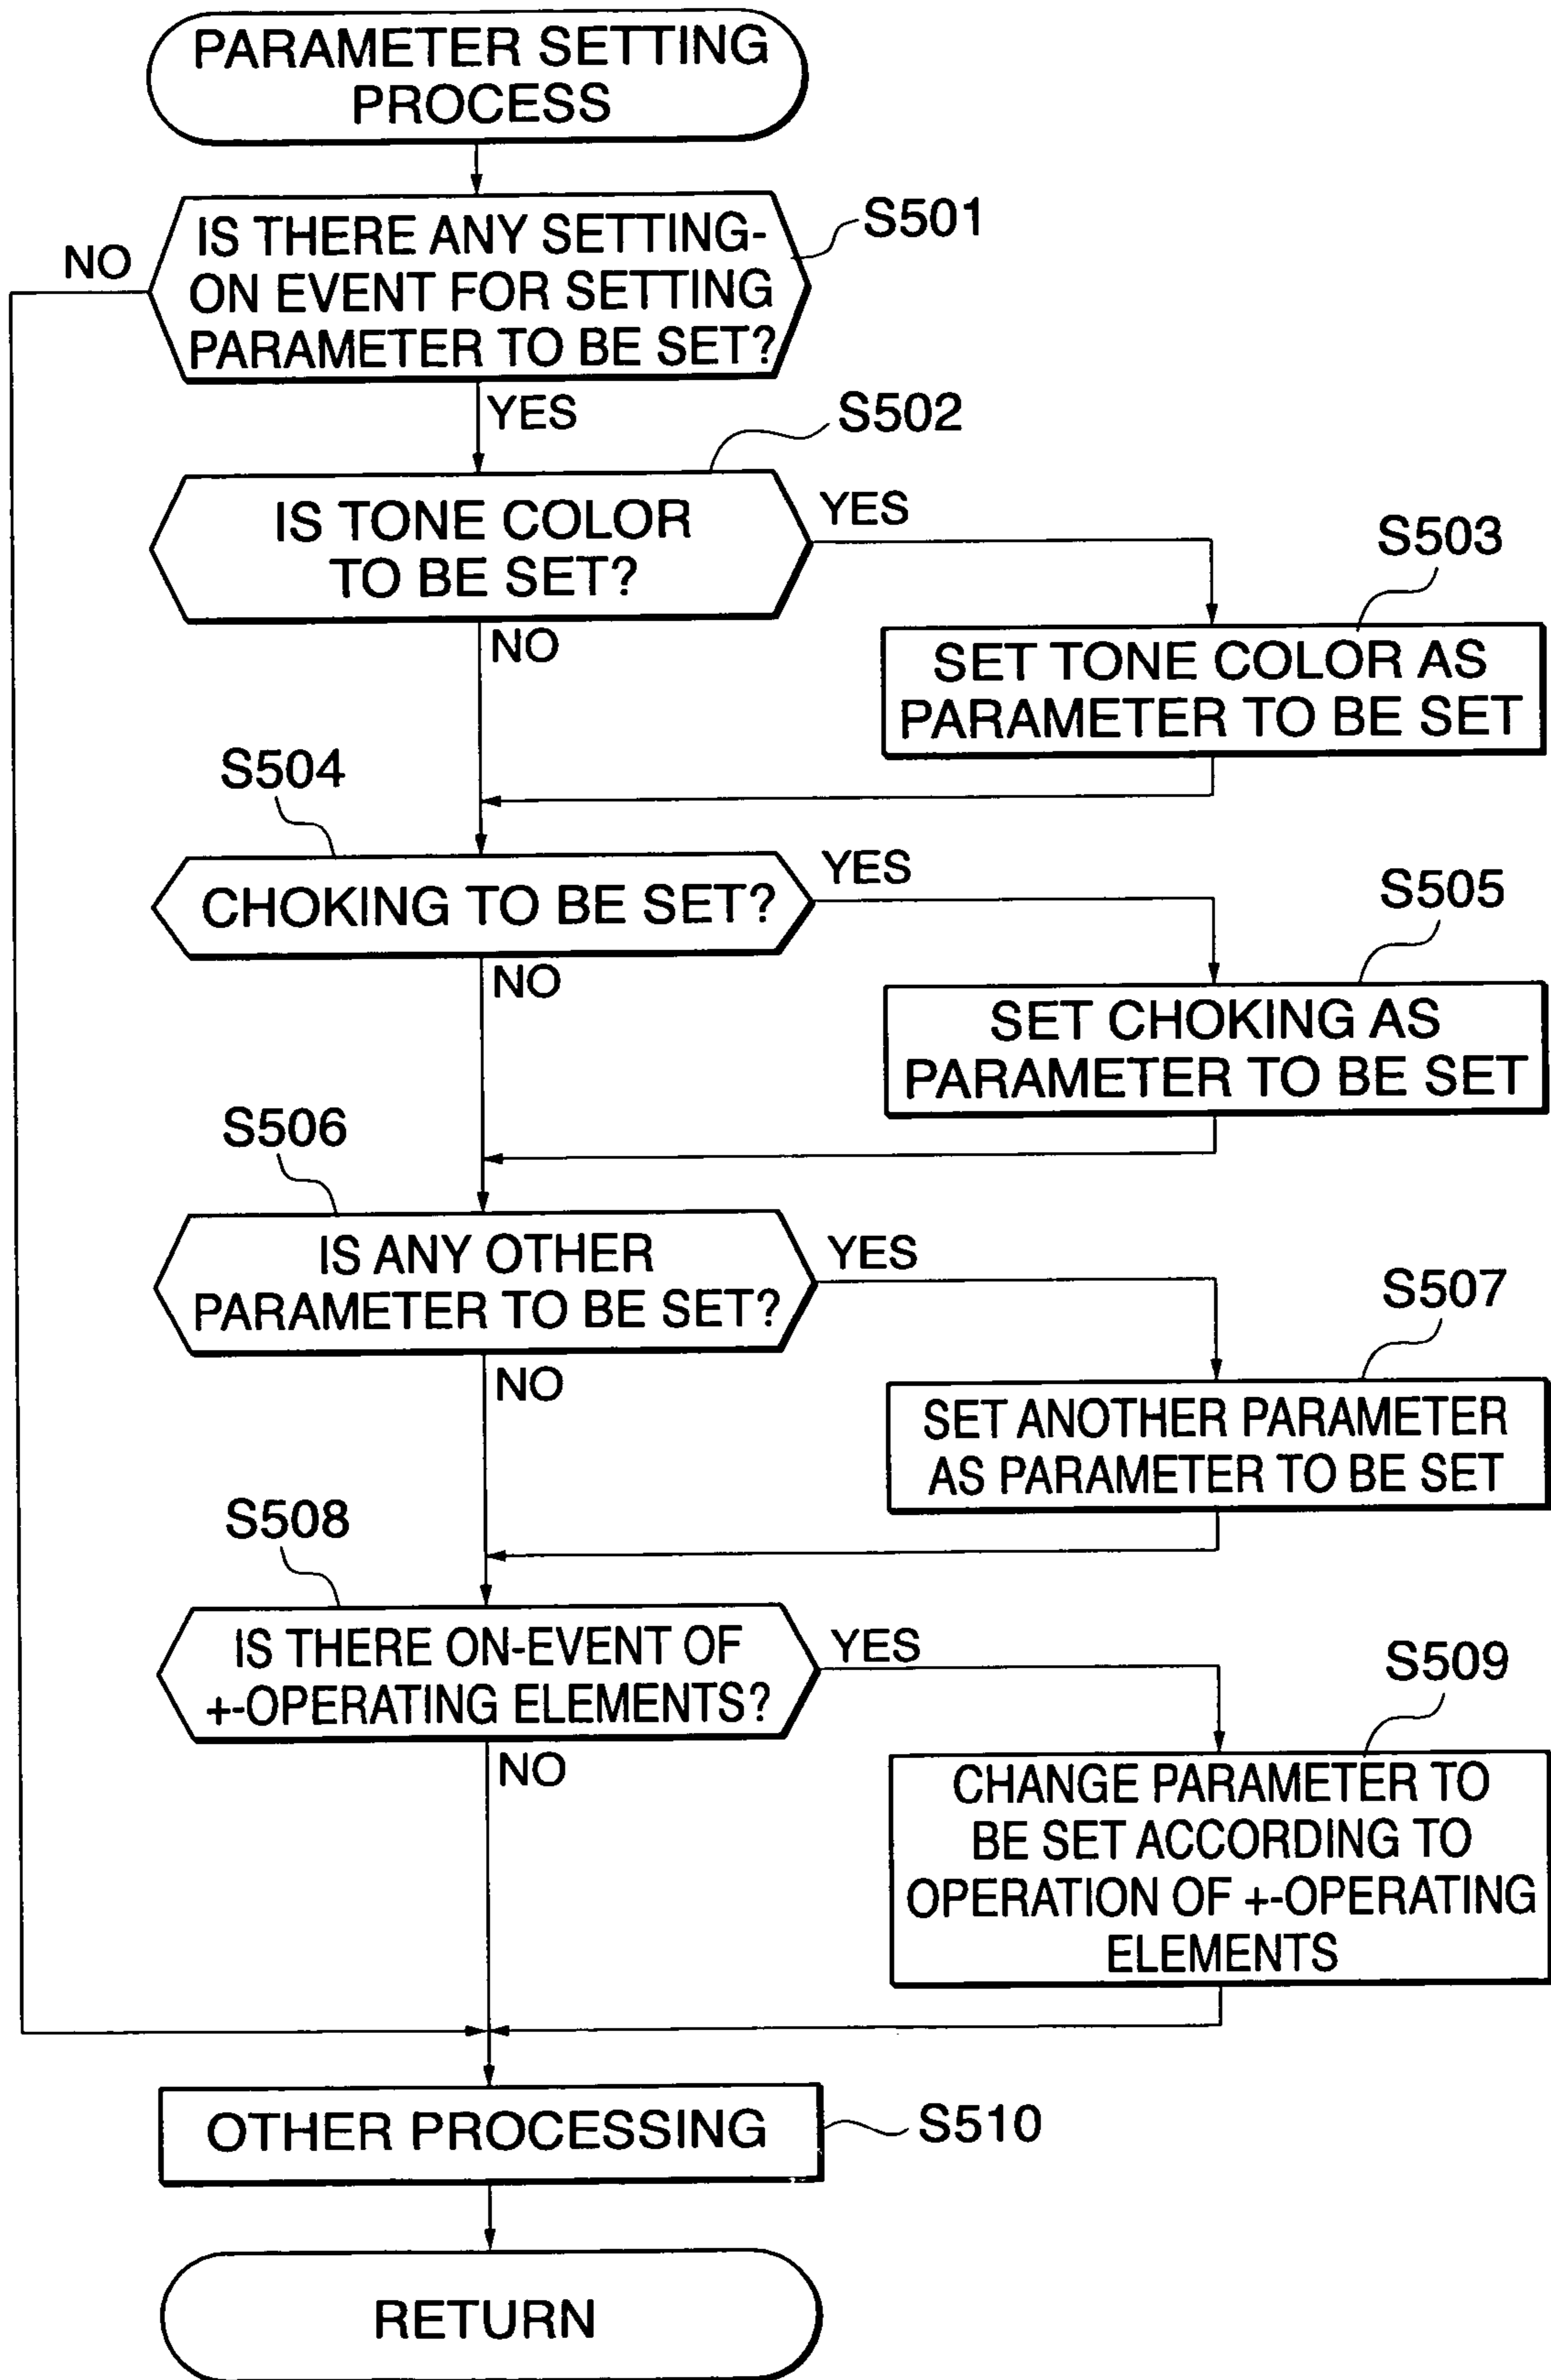 PARAMETER SETTING
PROCESS
IS THERE ANY SETTING-
ON EVENT FOR SETTING
PARAMETER TO BE SET?
S501
NO
YES
S502
IS TONE COLOR
TO BE SET?
YES
NO
S503
SET TONE COLOR AS
PARAMETER TO BE SET
S504
CHOKING TO BE SET?
YES
NO
S505
SET CHOKING AS
PARAMETER TO BE SET
S506
IS ANY OTHER
PARAMETER TO BE SET?
YES
NO
S507
SET ANOTHER PARAMETER
AS PARAMETER TO BE SET
S508
IS THERE ON-EVENT OF
+-OPERATING ELEMENTS?
YES
NO
S509
CHANGE PARAMETER TO
BE SET ACCORDING TO
OPERATION OF +-OPERATING
ELEMENTS
OTHER PROCESSING
S510
RETURN